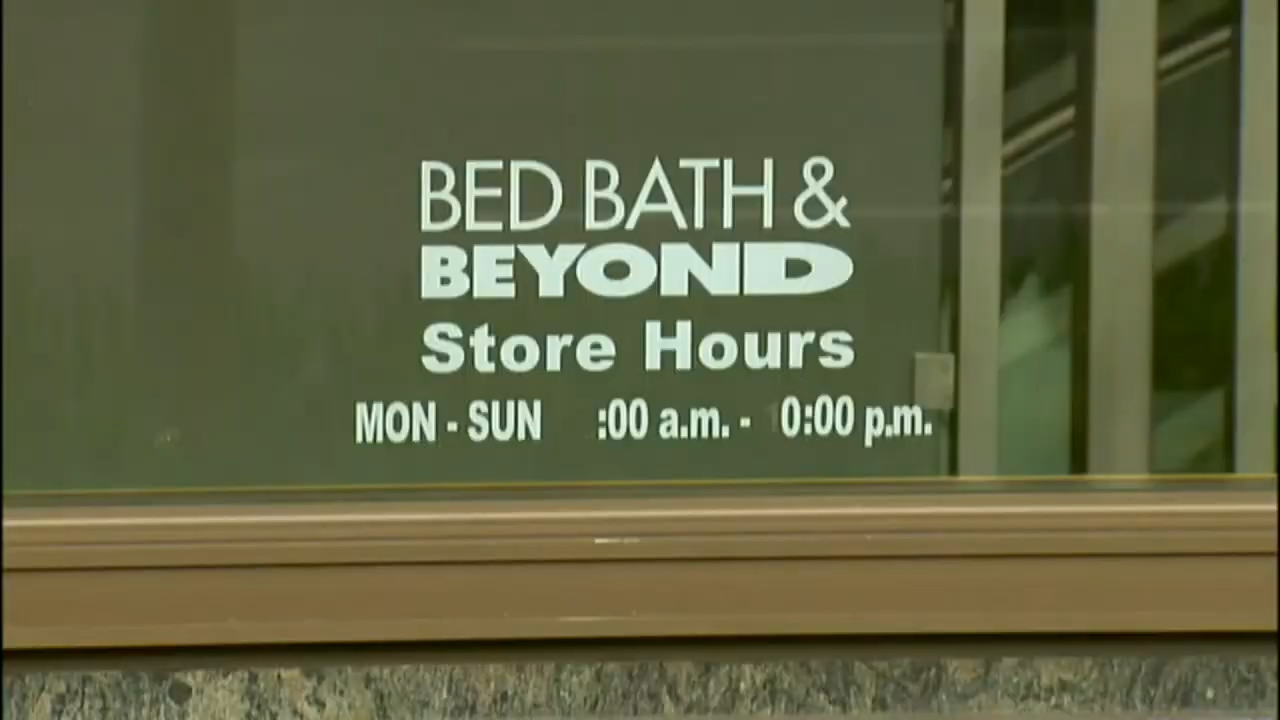 BED BATH &
BEYOND
Store Hours
MON - SUN :00 a.m. - 0:00 p.m.